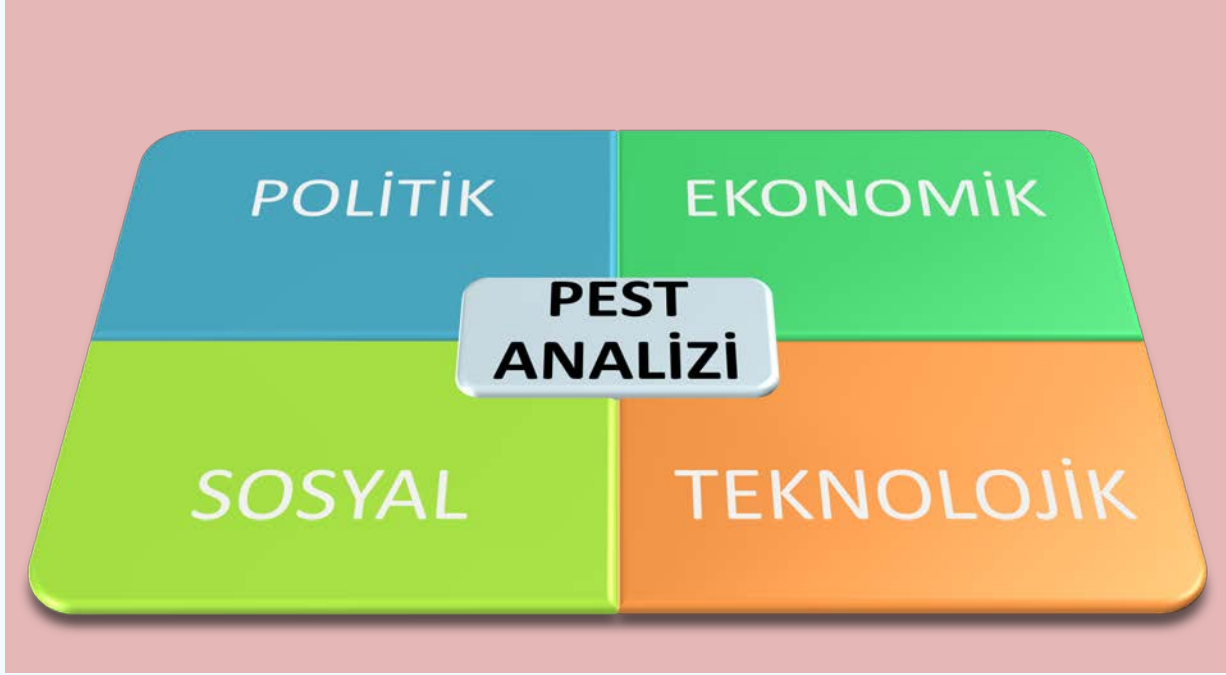 POLİTİK
EKONOMİK
PEST
ANALİZİ
SOSYAL
TEKNOLOJİK